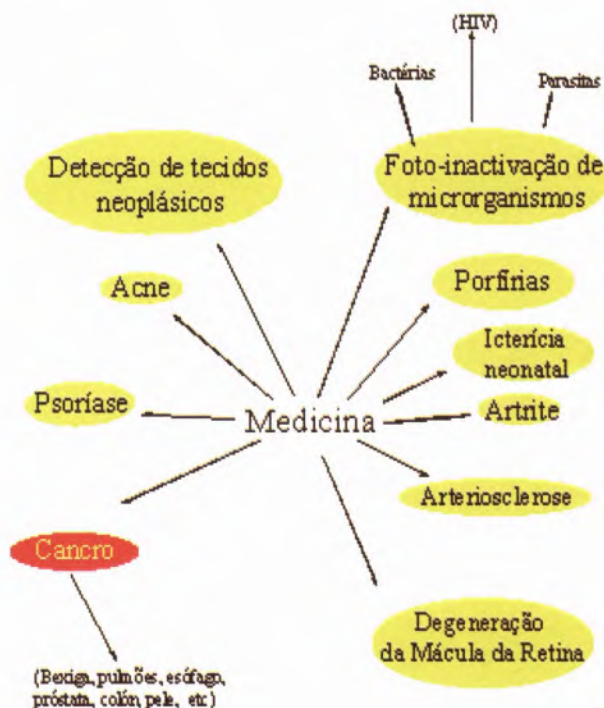 (HIV)
Bactérias
Parasitas
Detecção de tecidos
neoplásicos
Foto-inactivação de
microrganismos
Acne
Porfírias
Icterícia
neonatal
Psoríase
Medicina
Artrite
Arteriosclerose
Cancro
Degeneração
da Mácula da Retina
(Bexiga, pulmões, esófago,
próstata, colón, pele, etc)